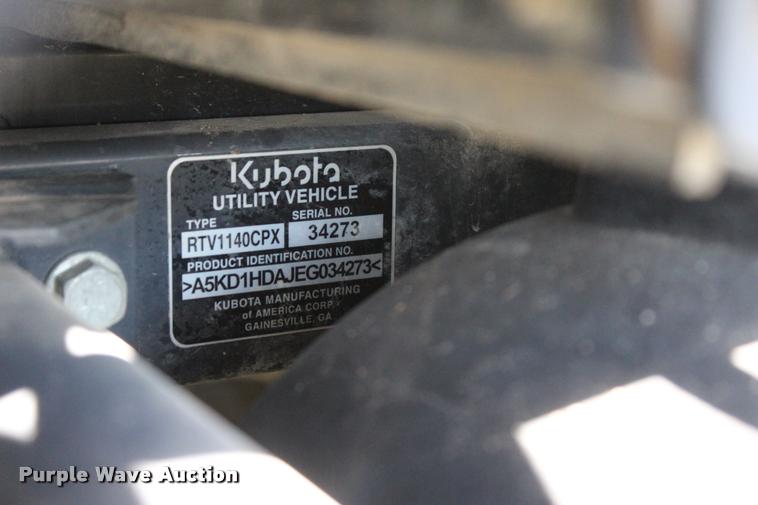 Kubota
UTILITY VEHICLE
TYPE SERIAL NO.
RTV1140CPX 34273
PRODUCT IDENTIFICATION NO.
>A5KD1HDAJEG034273<
KUBOTA MANUFACTURING
of AMERICA CORP.
GAINESVILLE, GA
Purple Wave Auction